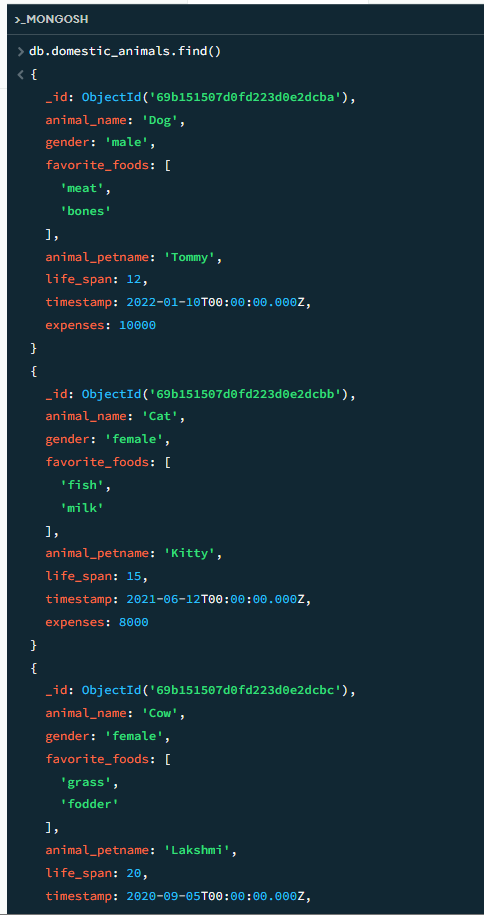 >_MONGOSH
> db.domestic_animals.find()
< {
_id: ObjectId('69b151507d0fd223d0e2dcba'),
animal_name: 'Dog',
gender: 'male',
favorite_foods: [
'meat',
'bones'
],
animal_petname: 'Tommy',
life_span: 12,
timestamp: 2022-01-10T00:00:00.000Z,
expenses: 10000
}
{
_id: ObjectId('69b151507d0fd223d0e2dcbb'),
animal_name: 'Cat',
gender: 'female',
favorite_foods: [
'fish',
'milk'
],
animal_petname: 'Kitty',
life_span: 15,
timestamp: 2021-06-12T00:00:00.000Z,
expenses: 8000
}
{
_id: ObjectId('69b151507d0fd223d0e2dcbc'),
animal_name: 'Cow',
gender: 'female',
favorite_foods: [
'grass',
'fodder'
],
animal_petname: 'Lakshmi',
life_span: 20,
timestamp: 2020-09-05T00:00:00.000Z,